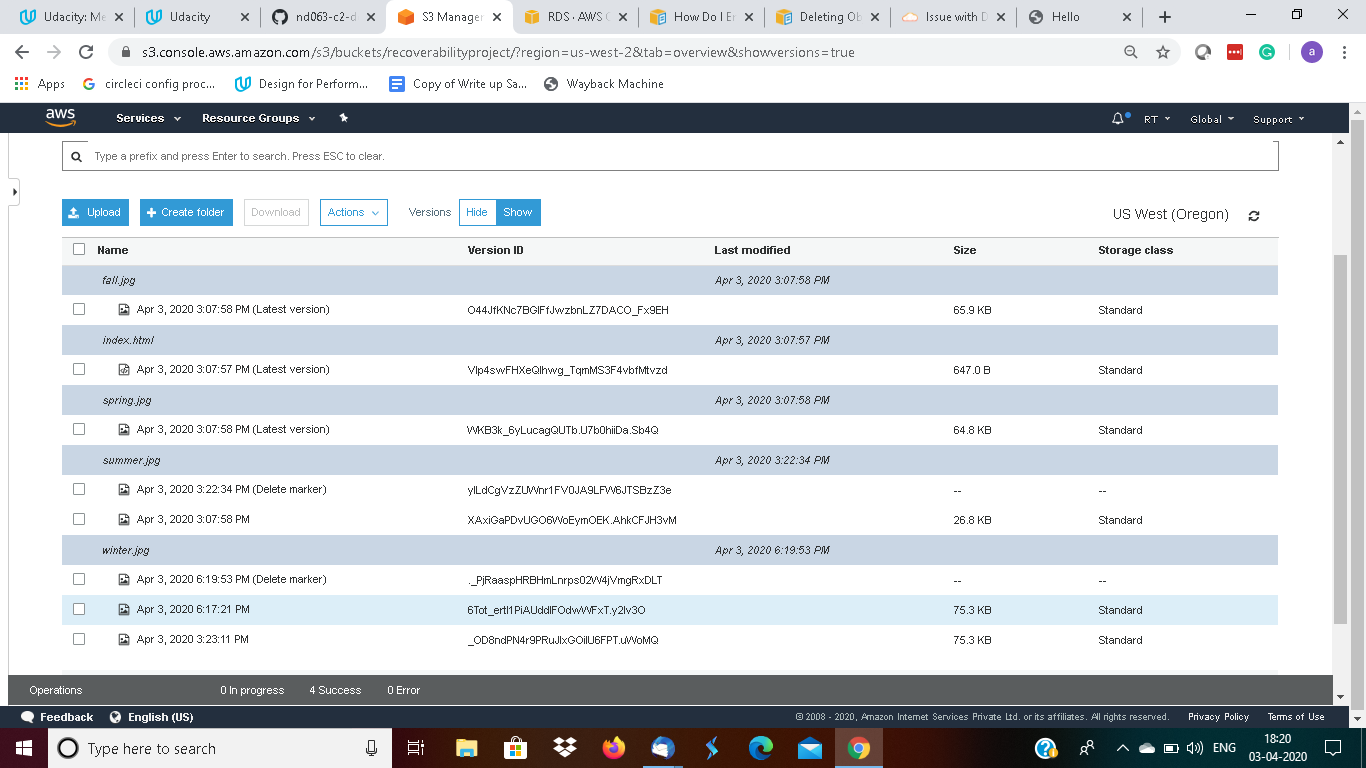 Udacity: Me
Udacity
nd063-c2-d
S3 Manager
RDS · AWS C
How Do I E
Deleting Ob
Issue with D
Hello
s3.console.aws.amazon.com/s3/buckets/recoverabilityproject/?region=us-west-2&tab=overview&showversions=true
a
Apps
circleci config proc...
Design for Perform...
Copy of Write up Sa...
Wayback Machine
aws
Services
Resource Groups
RT
Global
Support
Type a prefix and press Enter to search. Press ESC to clear.
Upload
Create folder
Download
Actions
Versions
Hide
Show
US West (Oregon)
Name Version ID Last modified Size Storage class
fall.jpg Apr 3, 2020 3:07:58 PM
Apr 3, 2020 3:07:58 PM (Latest version) O44JfKNc7BGlFfJwzbnLZ7DACO_Fx9EH 65.9 KB Standard
index.html Apr 3, 2020 3:07:57 PM
Apr 3, 2020 3:07:57 PM (Latest version) Vlp4swFHXeQlhwg_TqmMS3F4vbfMtvzd 647.0 B Standard
spring.jpg Apr 3, 2020 3:07:58 PM
Apr 3, 2020 3:07:58 PM (Latest version) WKB3k_6yLucagQUTb.U7b0hiiDa.Sb4Q 64.8 KB Standard
summer.jpg Apr 3, 2020 3:22:34 PM
Apr 3, 2020 3:22:34 PM (Delete marker) ylLdCgVzZUWnr1FV0JA9LFW6JTSBzZ3e -- --
Apr 3, 2020 3:07:58 PM XAxiGaPDvUGO6WoEymOEK.AhkCFJH3vM 26.8 KB Standard
winter.jpg Apr 3, 2020 6:19:53 PM
Apr 3, 2020 6:19:53 PM (Delete marker) ._PjRaaspHRBHmLnrps02W4jVmgRxDLT -- --
Apr 3, 2020 6:17:21 PM 6Tot_ertl1PiAUddlFOdwWFxT.y2lv3O 75.3 KB Standard
Apr 3, 2020 3:23:11 PM _OD8ndPN4r9PRuJlxGOilU6FPT.uWoMQ 75.3 KB Standard
Operations 0 In progress 4 Success 0 Error
Feedback English (US) © 2008 - 2020, Amazon Internet Services Private Ltd. or its affiliates. All rights reserved. Privacy Policy Terms of Use
Type here to search
ENG
18:20
03-04-2020